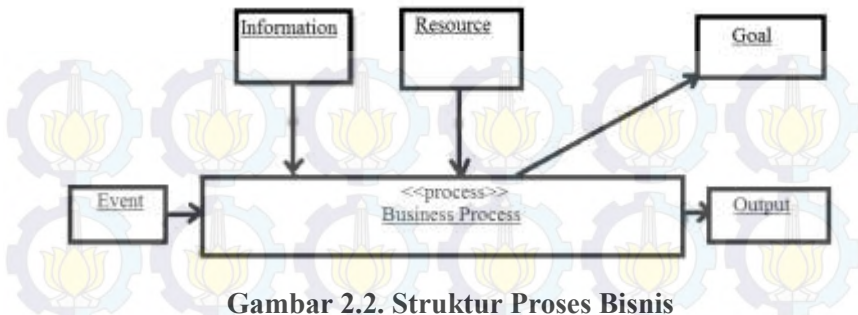 Information
Resource
Goal
Event
<<process>>
Business Process
Output
Gambar 2.2. Struktur Proses Bisnis